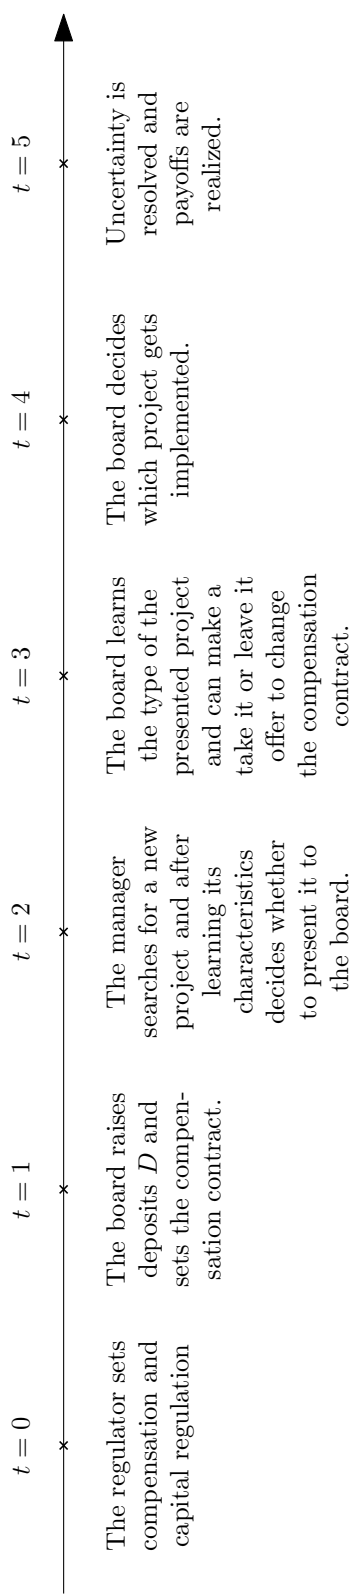 t = 0
The regulator sets
compensation and
capital regulation
t = 1
The board raises
deposits D and
sets the compen-
sation contract.
t = 2
The manager
searches for a new
project and after
learning its
characteristics
decides whether
to present it to
the board.
t = 3
The board learns
the type of the
presented project
and can make a
take it or leave it
offer to change
the compensation
contract.
t = 4
The board decides
which project gets
implemented.
t = 5
Uncertainty is
resolved and
payoffs are
realized.